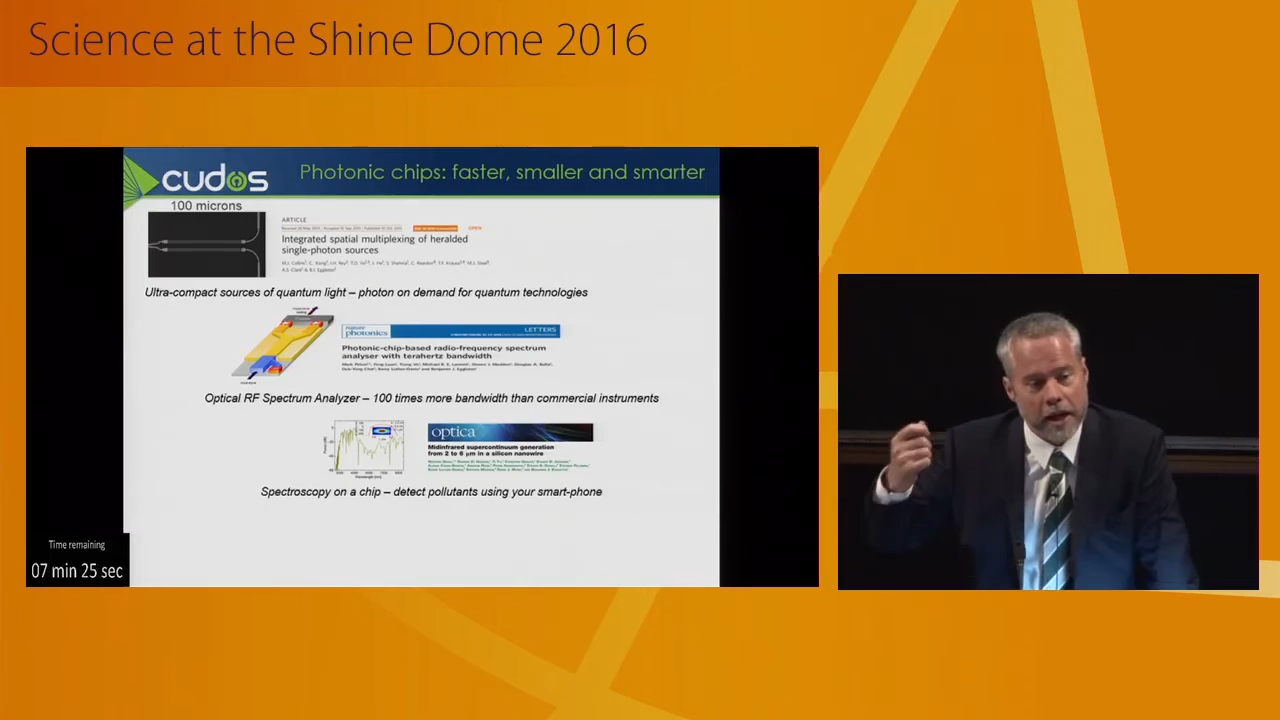 Science at the Shine Dome 2016
cudos
Photonic chips: faster, smaller and smarter
100 microns
ARTICLE
OPEN
Integrated spatial multiplexing of heralded
single-photon sources
A.S. Clark & B.J. Eggleton
Ultra-compact sources of quantum light – photon on demand for quantum technologies
nature
photonics
LETTERS
Photonic-chip-based radio-frequency spectrum
analyser with terahertz bandwidth
Optical RF Spectrum Analyzer – 100 times more bandwidth than commercial instruments
optica
Midinfrared supercontinuum generation
from 2 to 6 μm in a silicon nanowire
Spectroscopy on a chip – detect pollutants using your smart-phone
Time remaining
07 min 25 sec